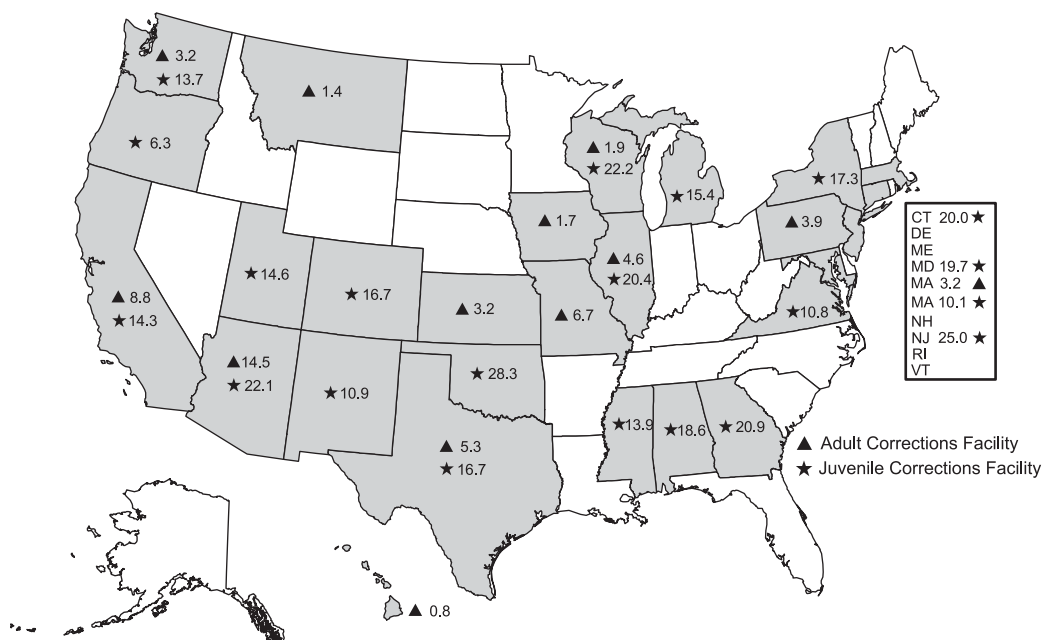 ▲ 3.2
★ 13.7
▲ 1.4
★ 6.3
▲ 1.9
★ 22.2
★ 15.4
★ 17.3
▲ 1.7
▲ 3.9
CT 20.0 ★
DE
ME
MD 19.7 ★
MA 3.2 ▲
MA 10.1 ★
NH
NJ 25.0 ★
RI
VT
▲ 4.6
★ 20.4
★ 14.6
★ 16.7
▲ 8.8
★ 14.3
▲ 3.2
▲ 6.7
★ 10.8
▲ 14.5
★ 22.1
★ 10.9
★ 28.3
★ 13.9
★ 18.6
★ 20.9
▲ 5.3
★ 16.7
▲ Adult Corrections Facility
★ Juvenile Corrections Facility
▲ 0.8